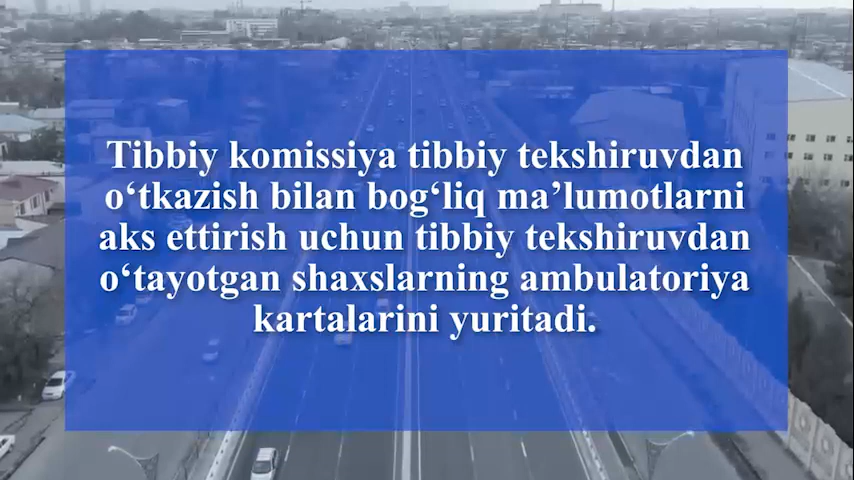 Tibbiy komissiya tibbiy tekshiruvdan
o‘tkazish bilan bog‘liq ma’lumotlarni
aks ettirish uchun tibbiy tekshiruvdan
o‘tayotgan shaxslarning ambulatoriya
kartalarini yuritadi.